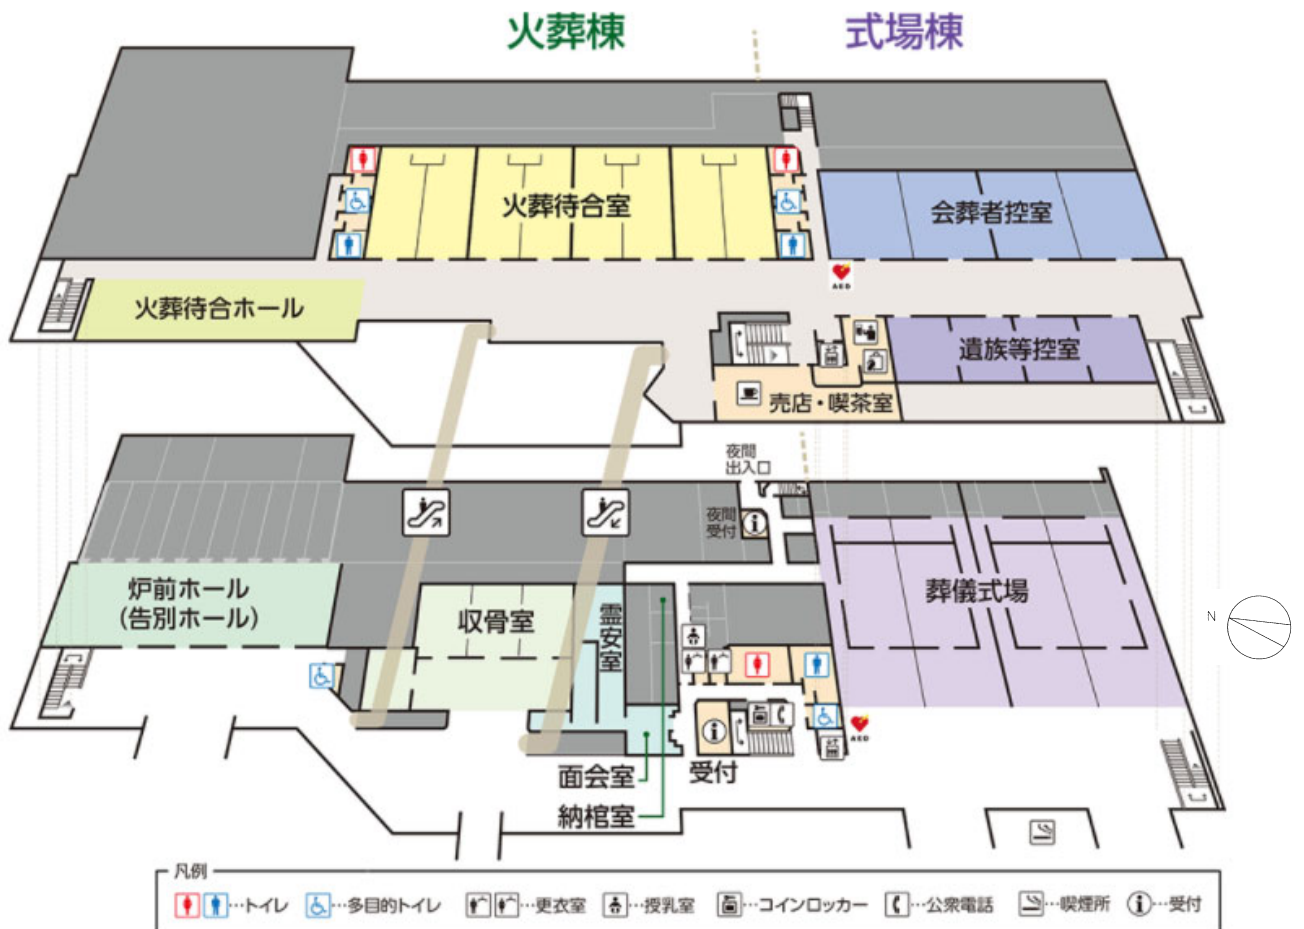 火葬棟
式場棟
火葬待合室
会葬者控室
AED
火葬待合ホール
遺族等控室
売店・喫茶室
夜間
出入口
夜間
受付
炉前ホール
(告別ホール)
収骨室
霊安室
葬儀式場
N
AED
面会室
受付
納棺室
凡例
…トイレ
…多目的トイレ
…更衣室
…授乳室
…コインロッカー
…公衆電話
…喫煙所
…受付